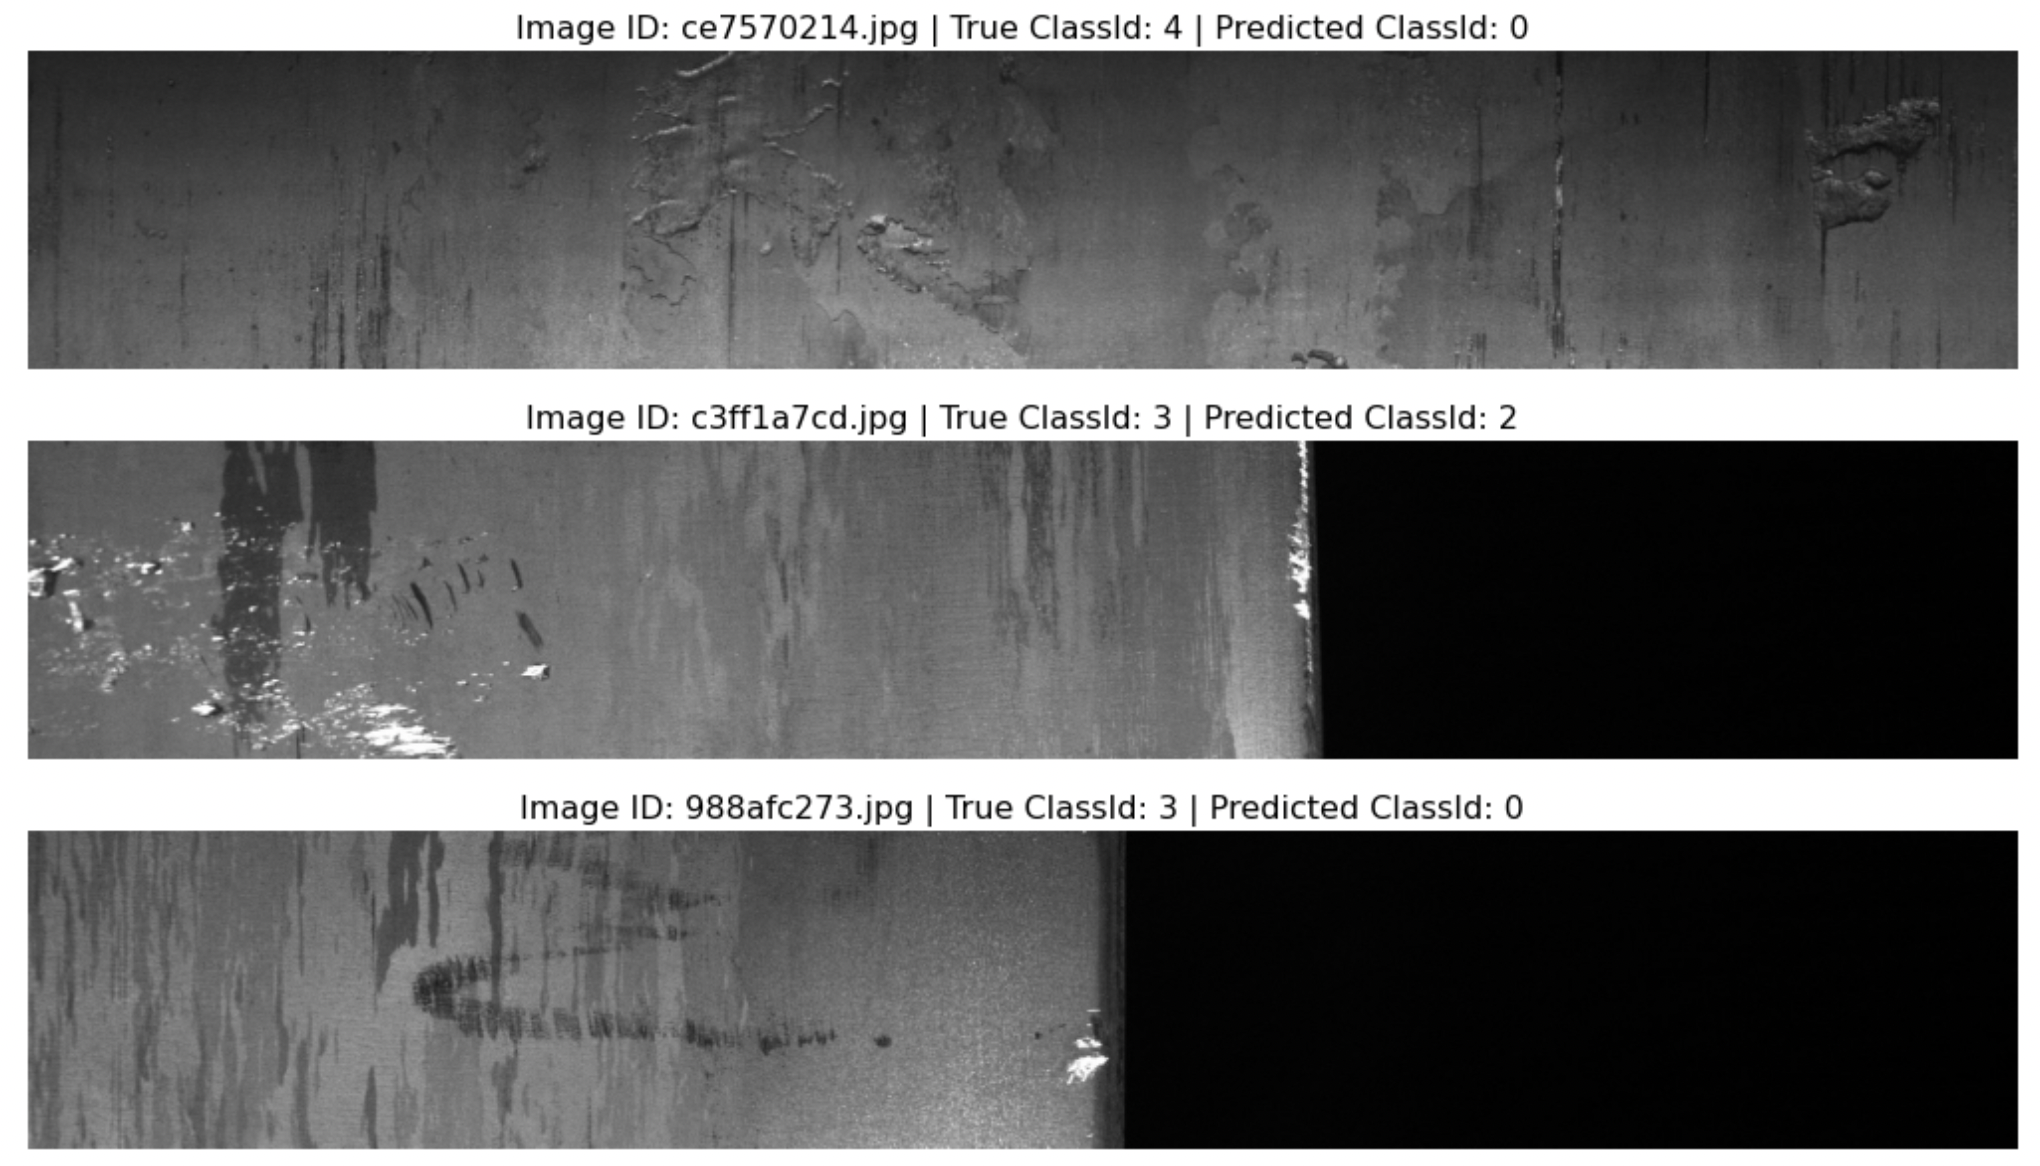 Image ID: ce7570214.jpg | True ClassId: 4 | Predicted ClassId: 0
Image ID: c3ff1a7cd.jpg | True ClassId: 3 | Predicted ClassId: 2
Image ID: 988afc273.jpg | True ClassId: 3 | Predicted ClassId: 0